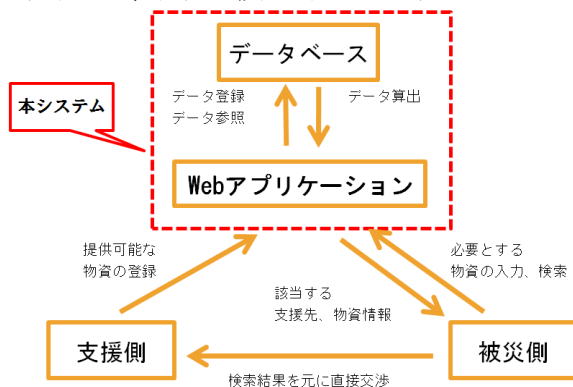 データベース
データ登録
データ参照
データ算出
本システム
Webアプリケーション
提供可能な
物資の登録
必要とする
物資の入力、検索
該当する
支援先、物資情報
支援側
被災側
検索結果を元に直接交渉